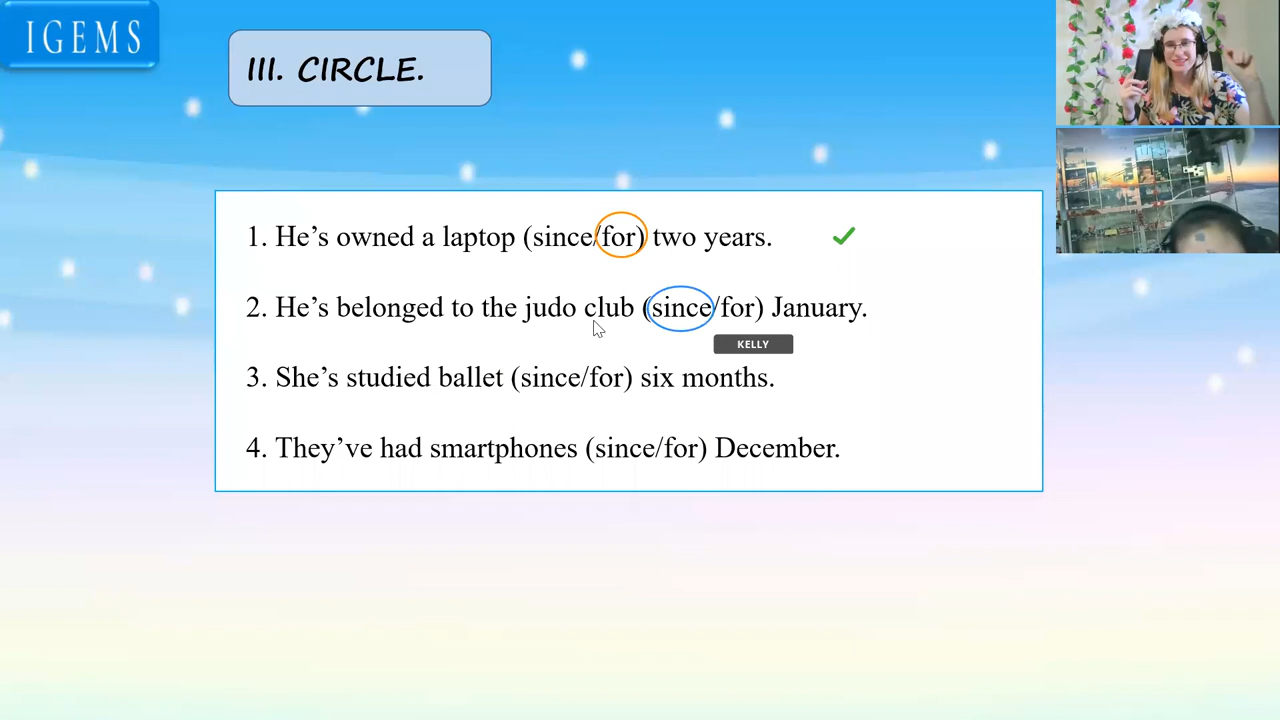 IGEMS
III. CIRCLE.
1. He’s owned a laptop (since/for) two years.
2. He’s belonged to the judo club (since/for) January.
KELLY
3. She’s studied ballet (since/for) six months.
4. They’ve had smartphones (since/for) December.